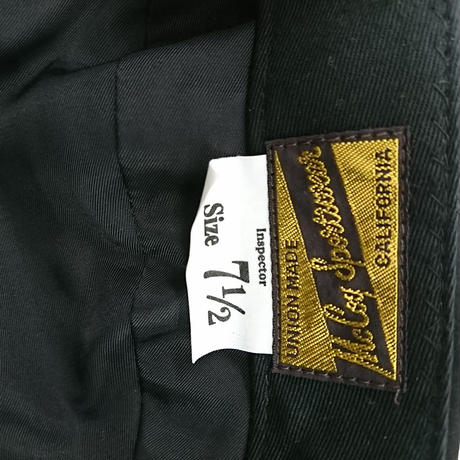 UNION MADE
McCoy Sportswear
CALIFORNIA
Inspector
Size 7½